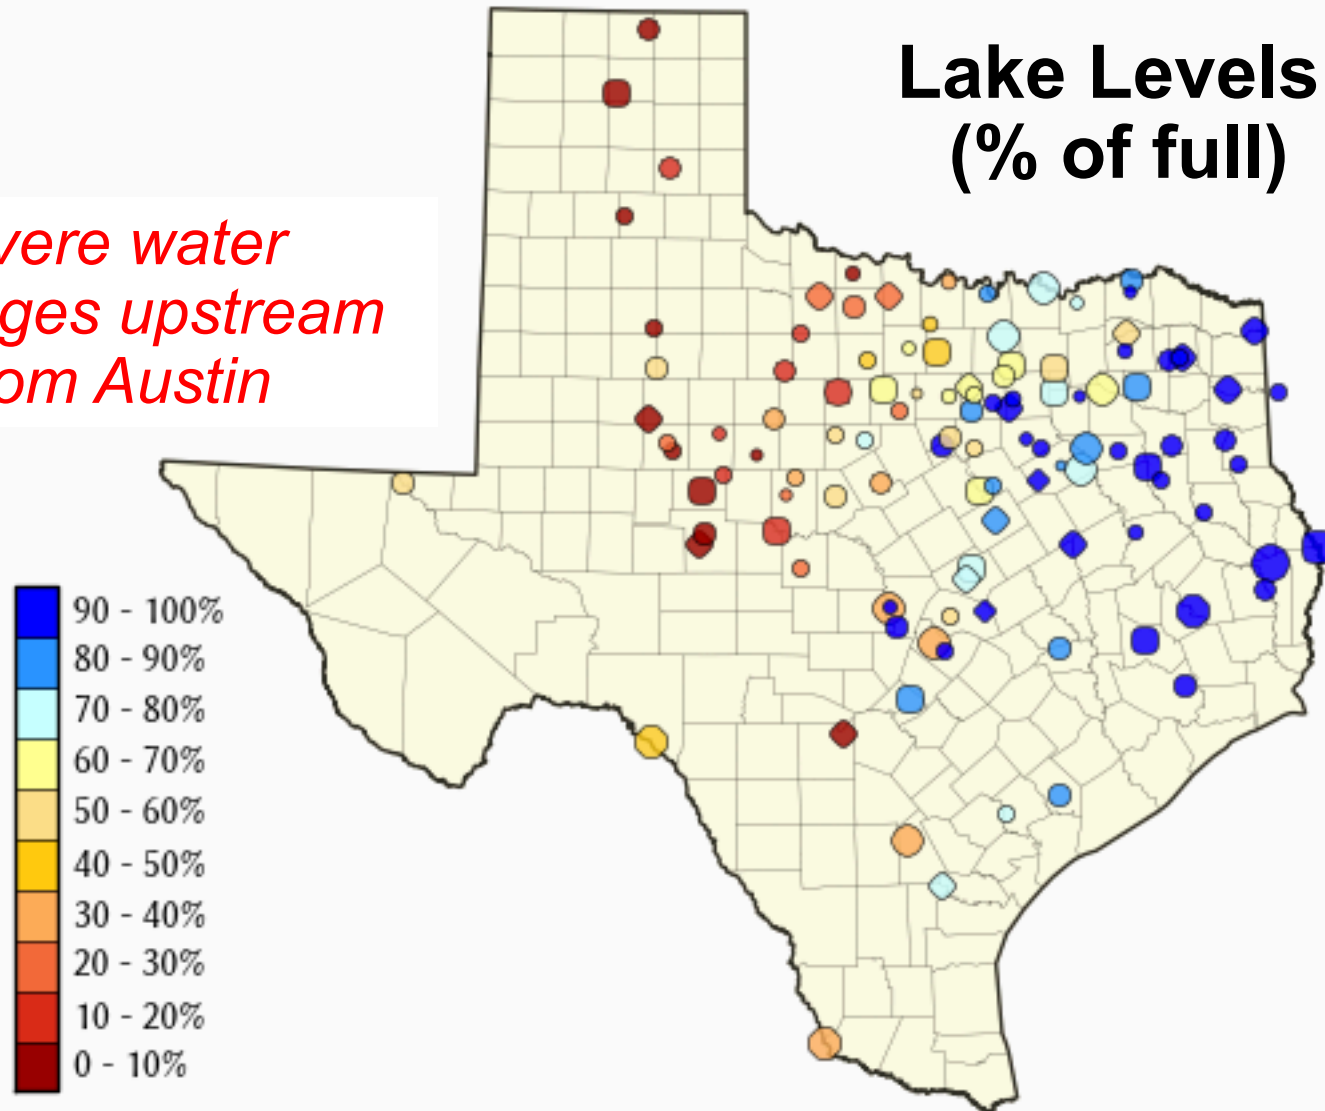 Lake Levels
(% of full)
vere water
ges upstream
om Austin
90 - 100%
80 - 90%
70 - 80%
60 - 70%
50 - 60%
40 - 50%
30 - 40%
20 - 30%
10 - 20%
0 - 10%